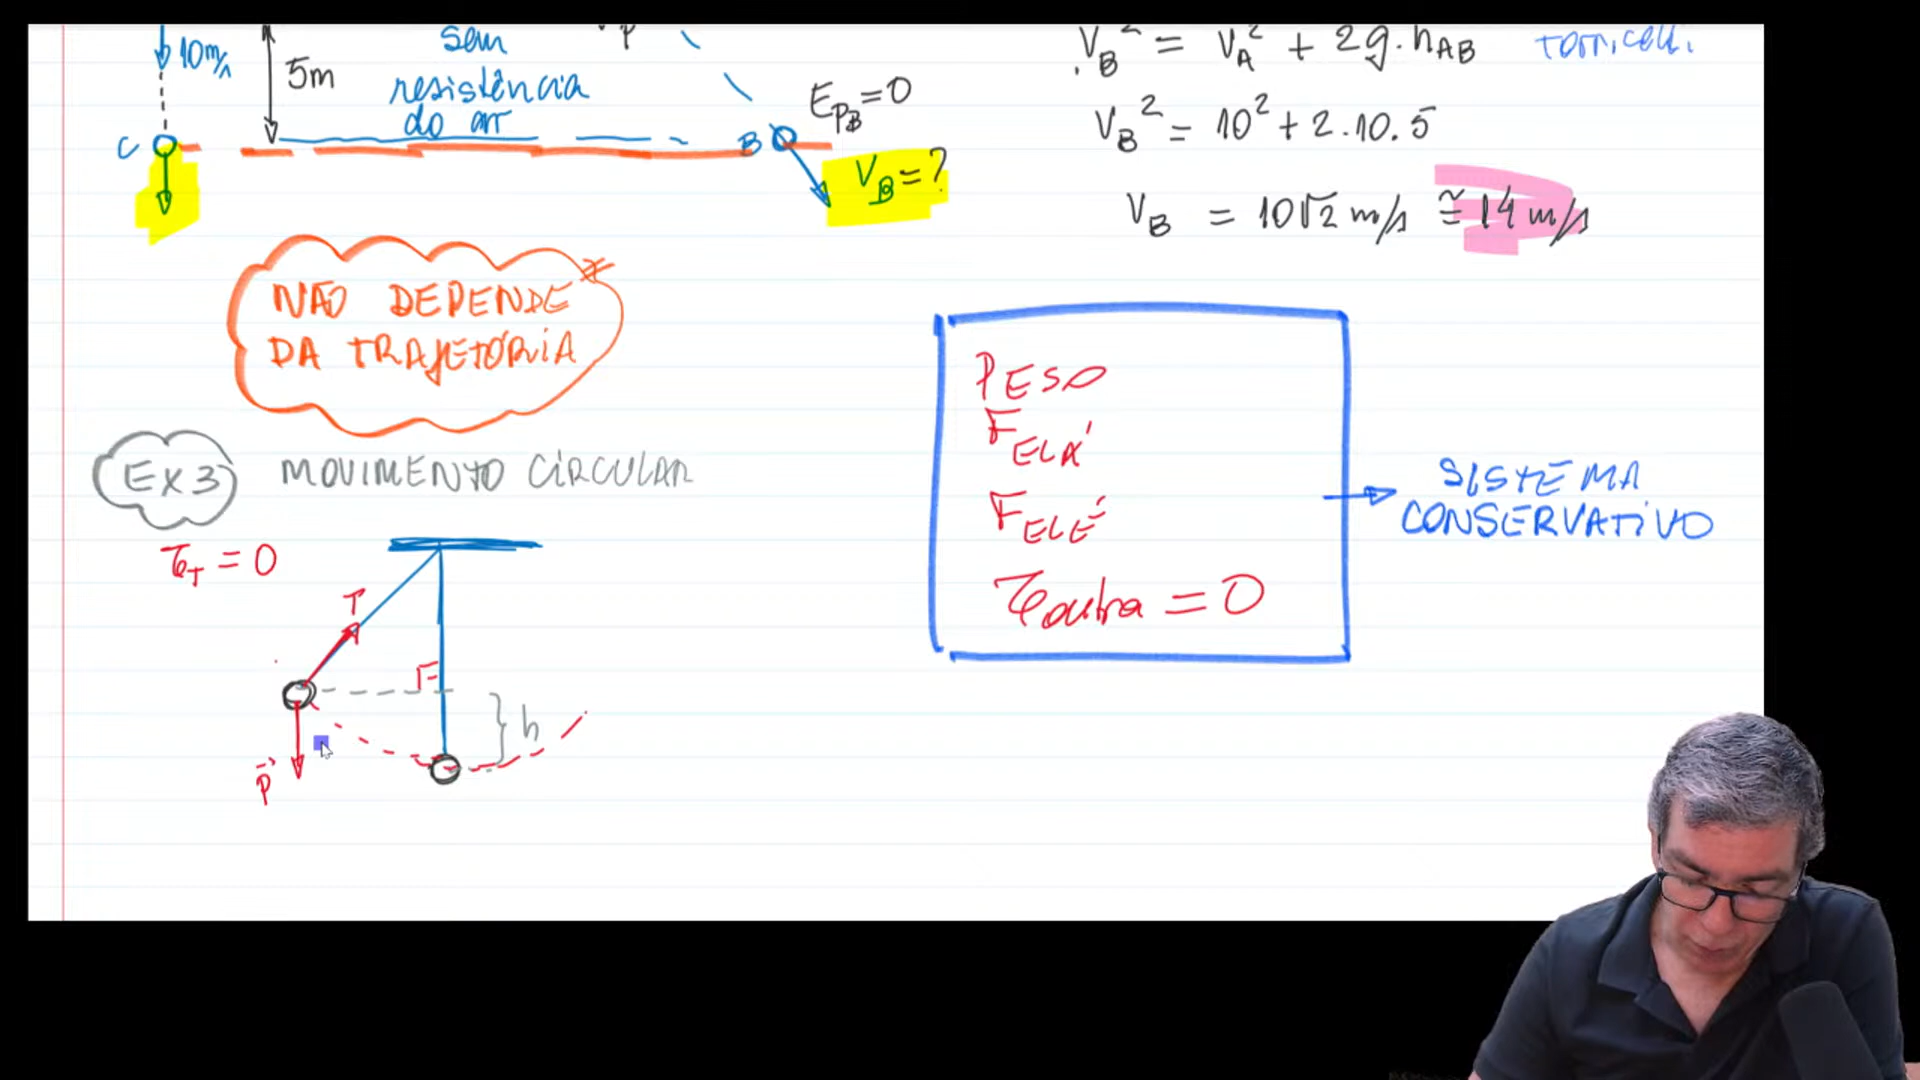 10m/s
5m
sem
resistência
do ar
P
C
B
E_PB = 0
V_B = ?
V_B² = V_A² + 2g.h_AB
Torricelli
V_B² = 10² + 2.10.5
V_B = 10√2 m/s ≅ 14 m/s
NÃO DEPENDE
DA TRAJETÓRIA
*
EX3
MOVIMENTO CIRCULAR
τ_T = 0
T
h
P⃗
PESO
F_ELÁ
F_ELÉ
τ_outra = 0
SISTEMA
CONSERVATIVO